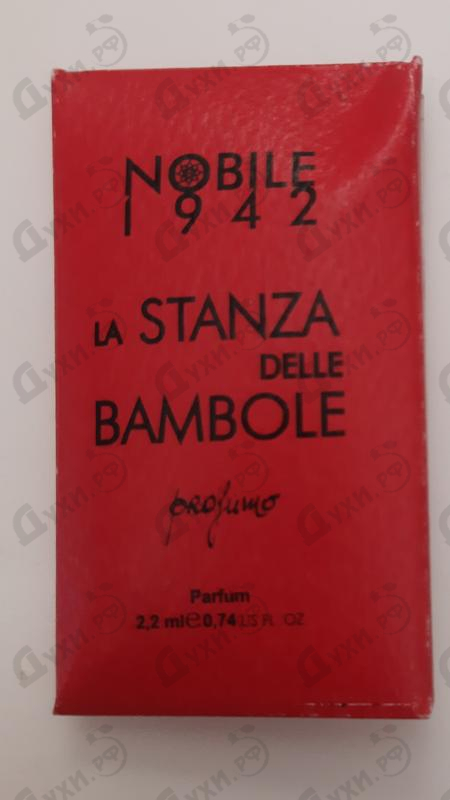 NOBILE
1942
LA STANZA
DELLE
BAMBOLE
profumo
Parfum
2,2 ml e 0,74 US FL OZ
Духи.рф